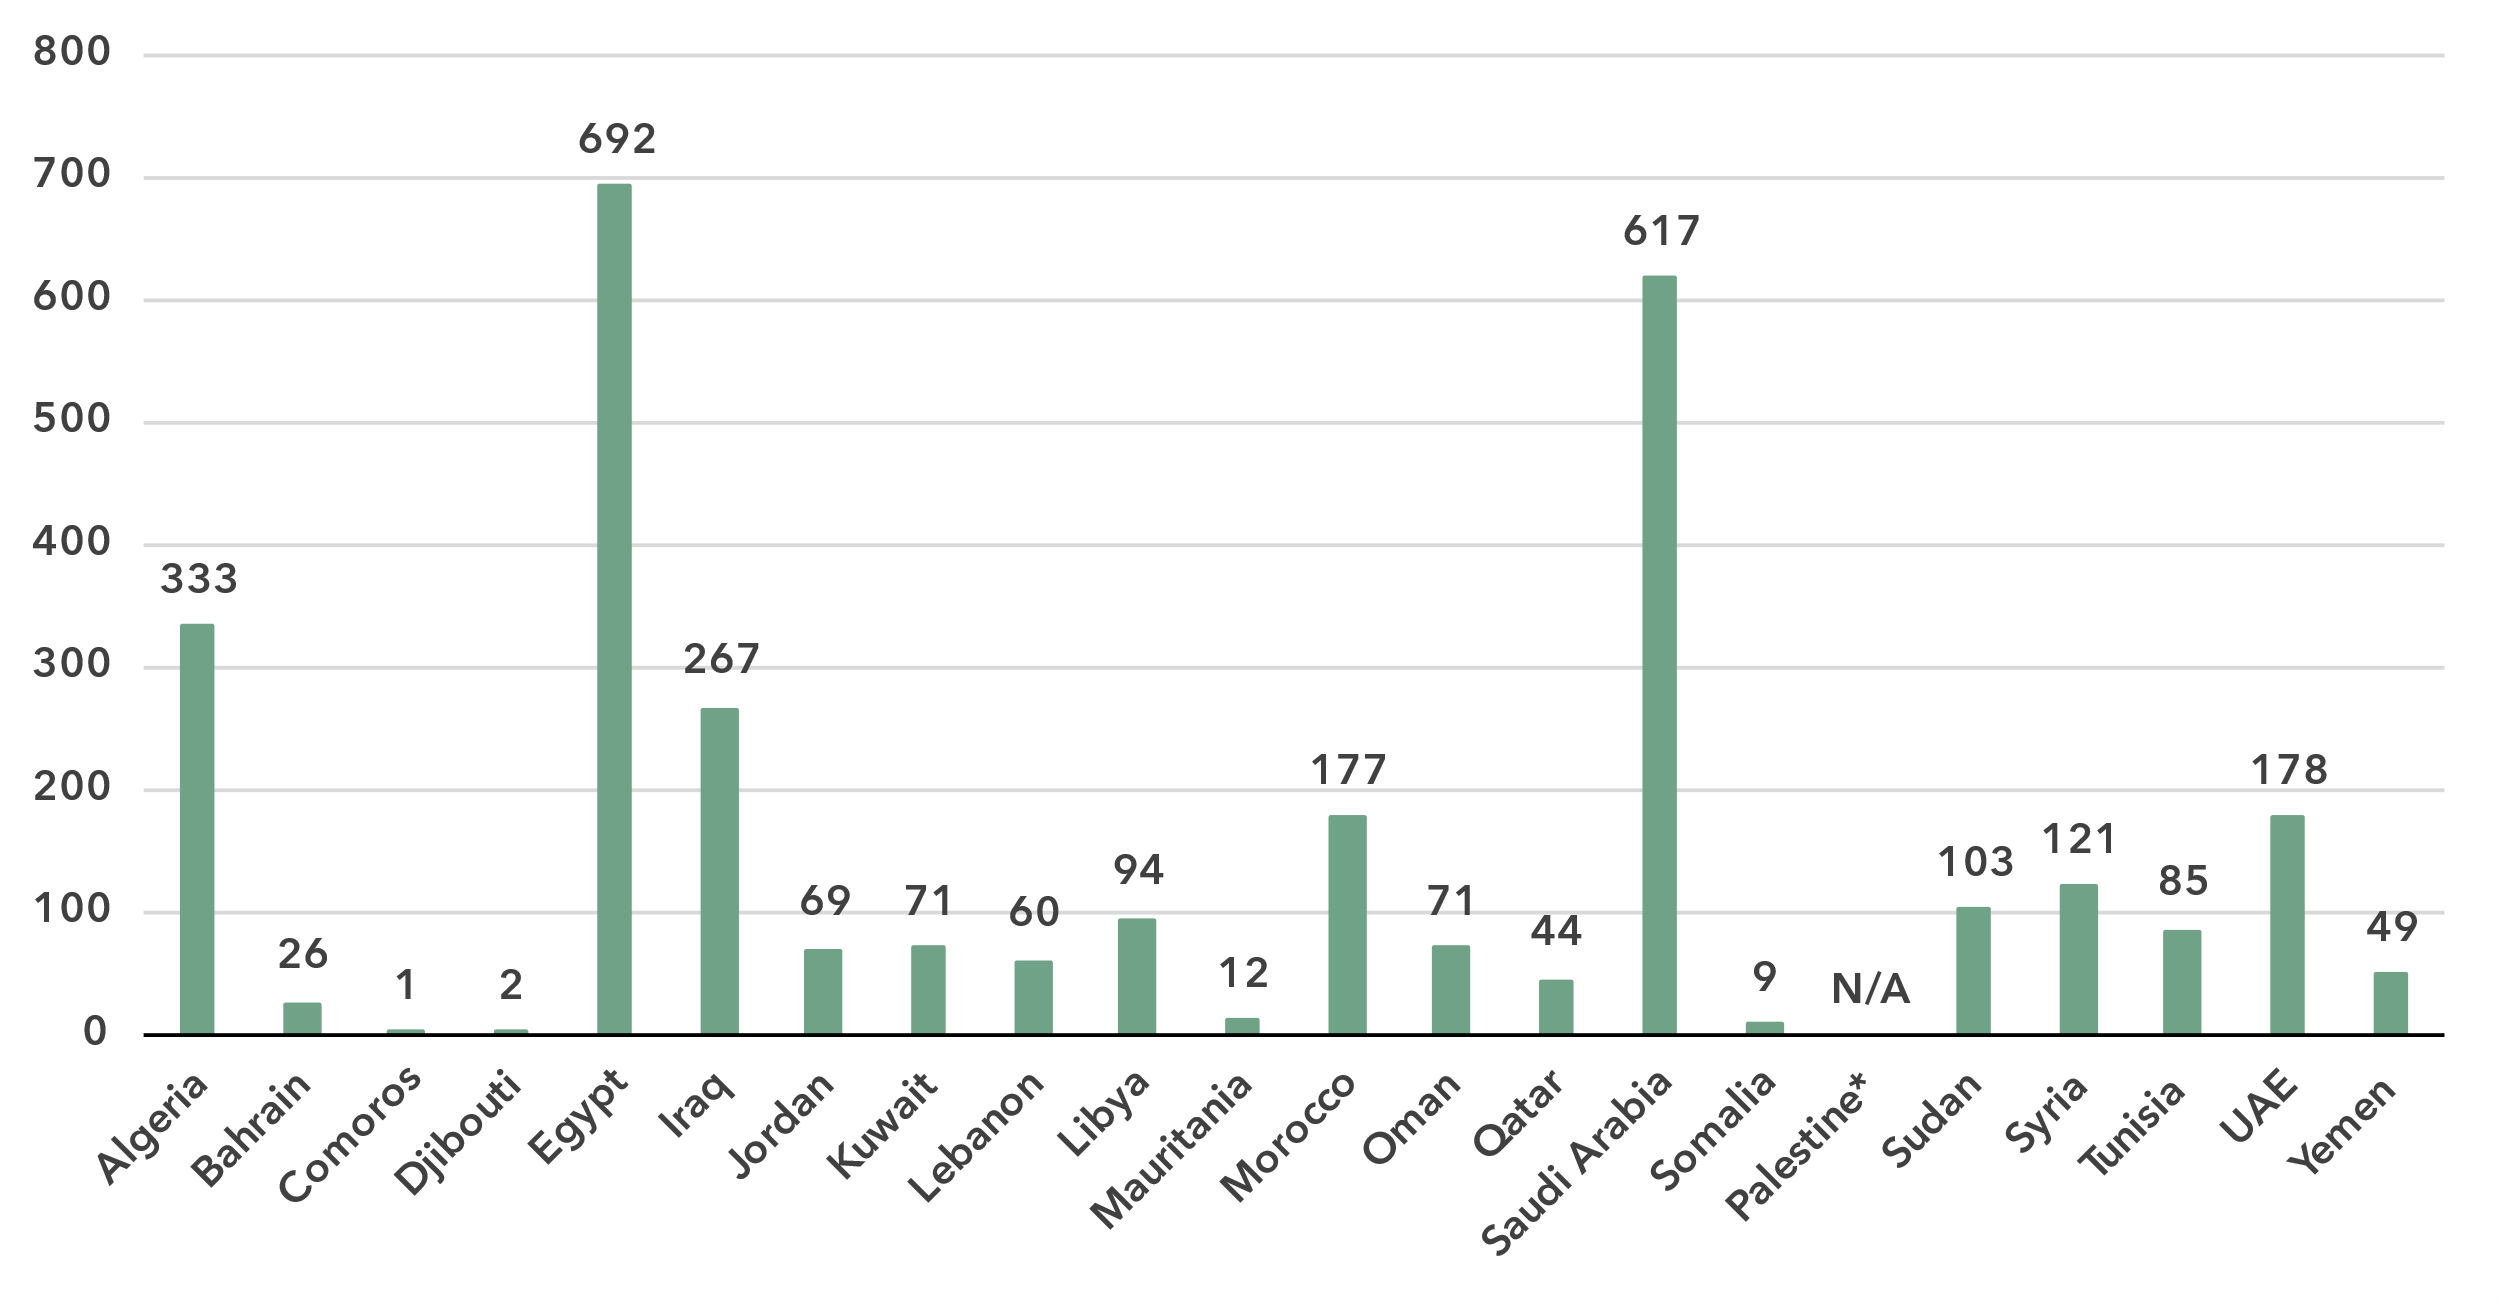 800
700
600
500
400
300
200
100
0
333
26
1
2
692
267
69
71
60
94
12
177
71
44
617
9
N/A
103
121
85
178
49
Algeria
Bahrain
Comoros
Djibouti
Egypt
Iraq
Jordan
Kuwait
Lebanon
Libya
Mauritania
Morocco
Oman
Qatar
Saudi Arabia
Somalia
Palestine*
Sudan
Syria
Tunisia
UAE
Yemen